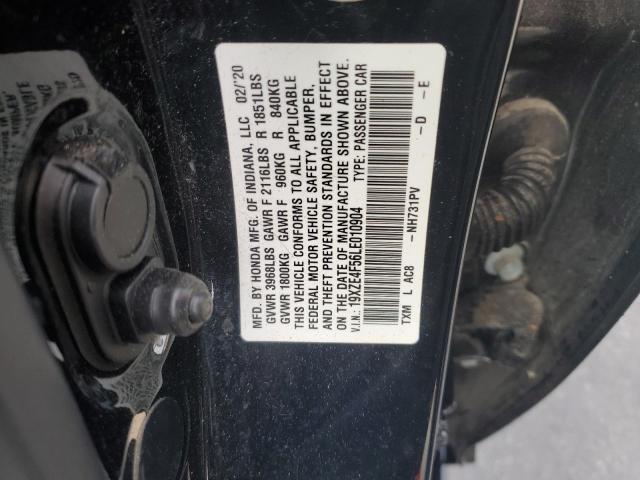 MFD. BY HONDA MFG. OF INDIANA, LLC 02/'20
GVWR 3968LBS GAWR F 2116LBS R 1851LBS
GVWR 1800KG GAWR F 960KG R 840KG
THIS VEHICLE CONFORMS TO ALL APPLICABLE
FEDERAL MOTOR VEHICLE SAFETY, BUMPER,
AND THEFT PREVENTION STANDARDS IN EFFECT
ON THE DATE OF MANUFACTURE SHOWN ABOVE.
V.I.N.: 19XZE4F56LE010904 TYPE: PASSENGER CAR
TXM L AC8 -NH731PV -D -E